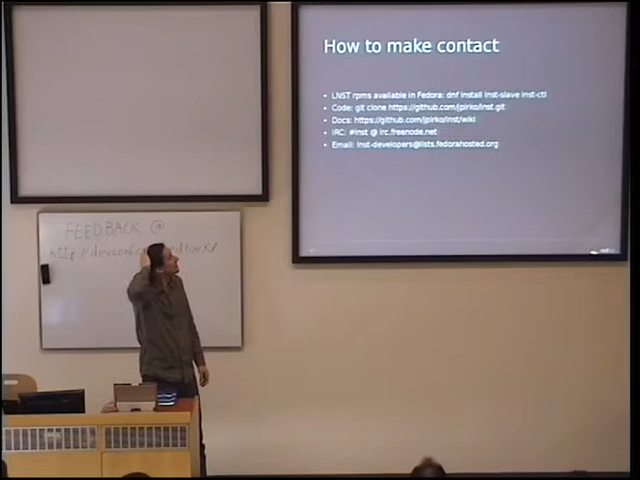 How to make contact
• LNST rpms available in Fedora: dnf install lnst-slave lnst-ctl
• Code: git clone https://github.com/jpirko/lnst.git
• Docs: https://github.com/jpirko/lnst/wiki
• IRC: #lnst @ irc.freenode.net
• Email: lnst-developers@lists.fedorahosted.org
FEEDBACK @